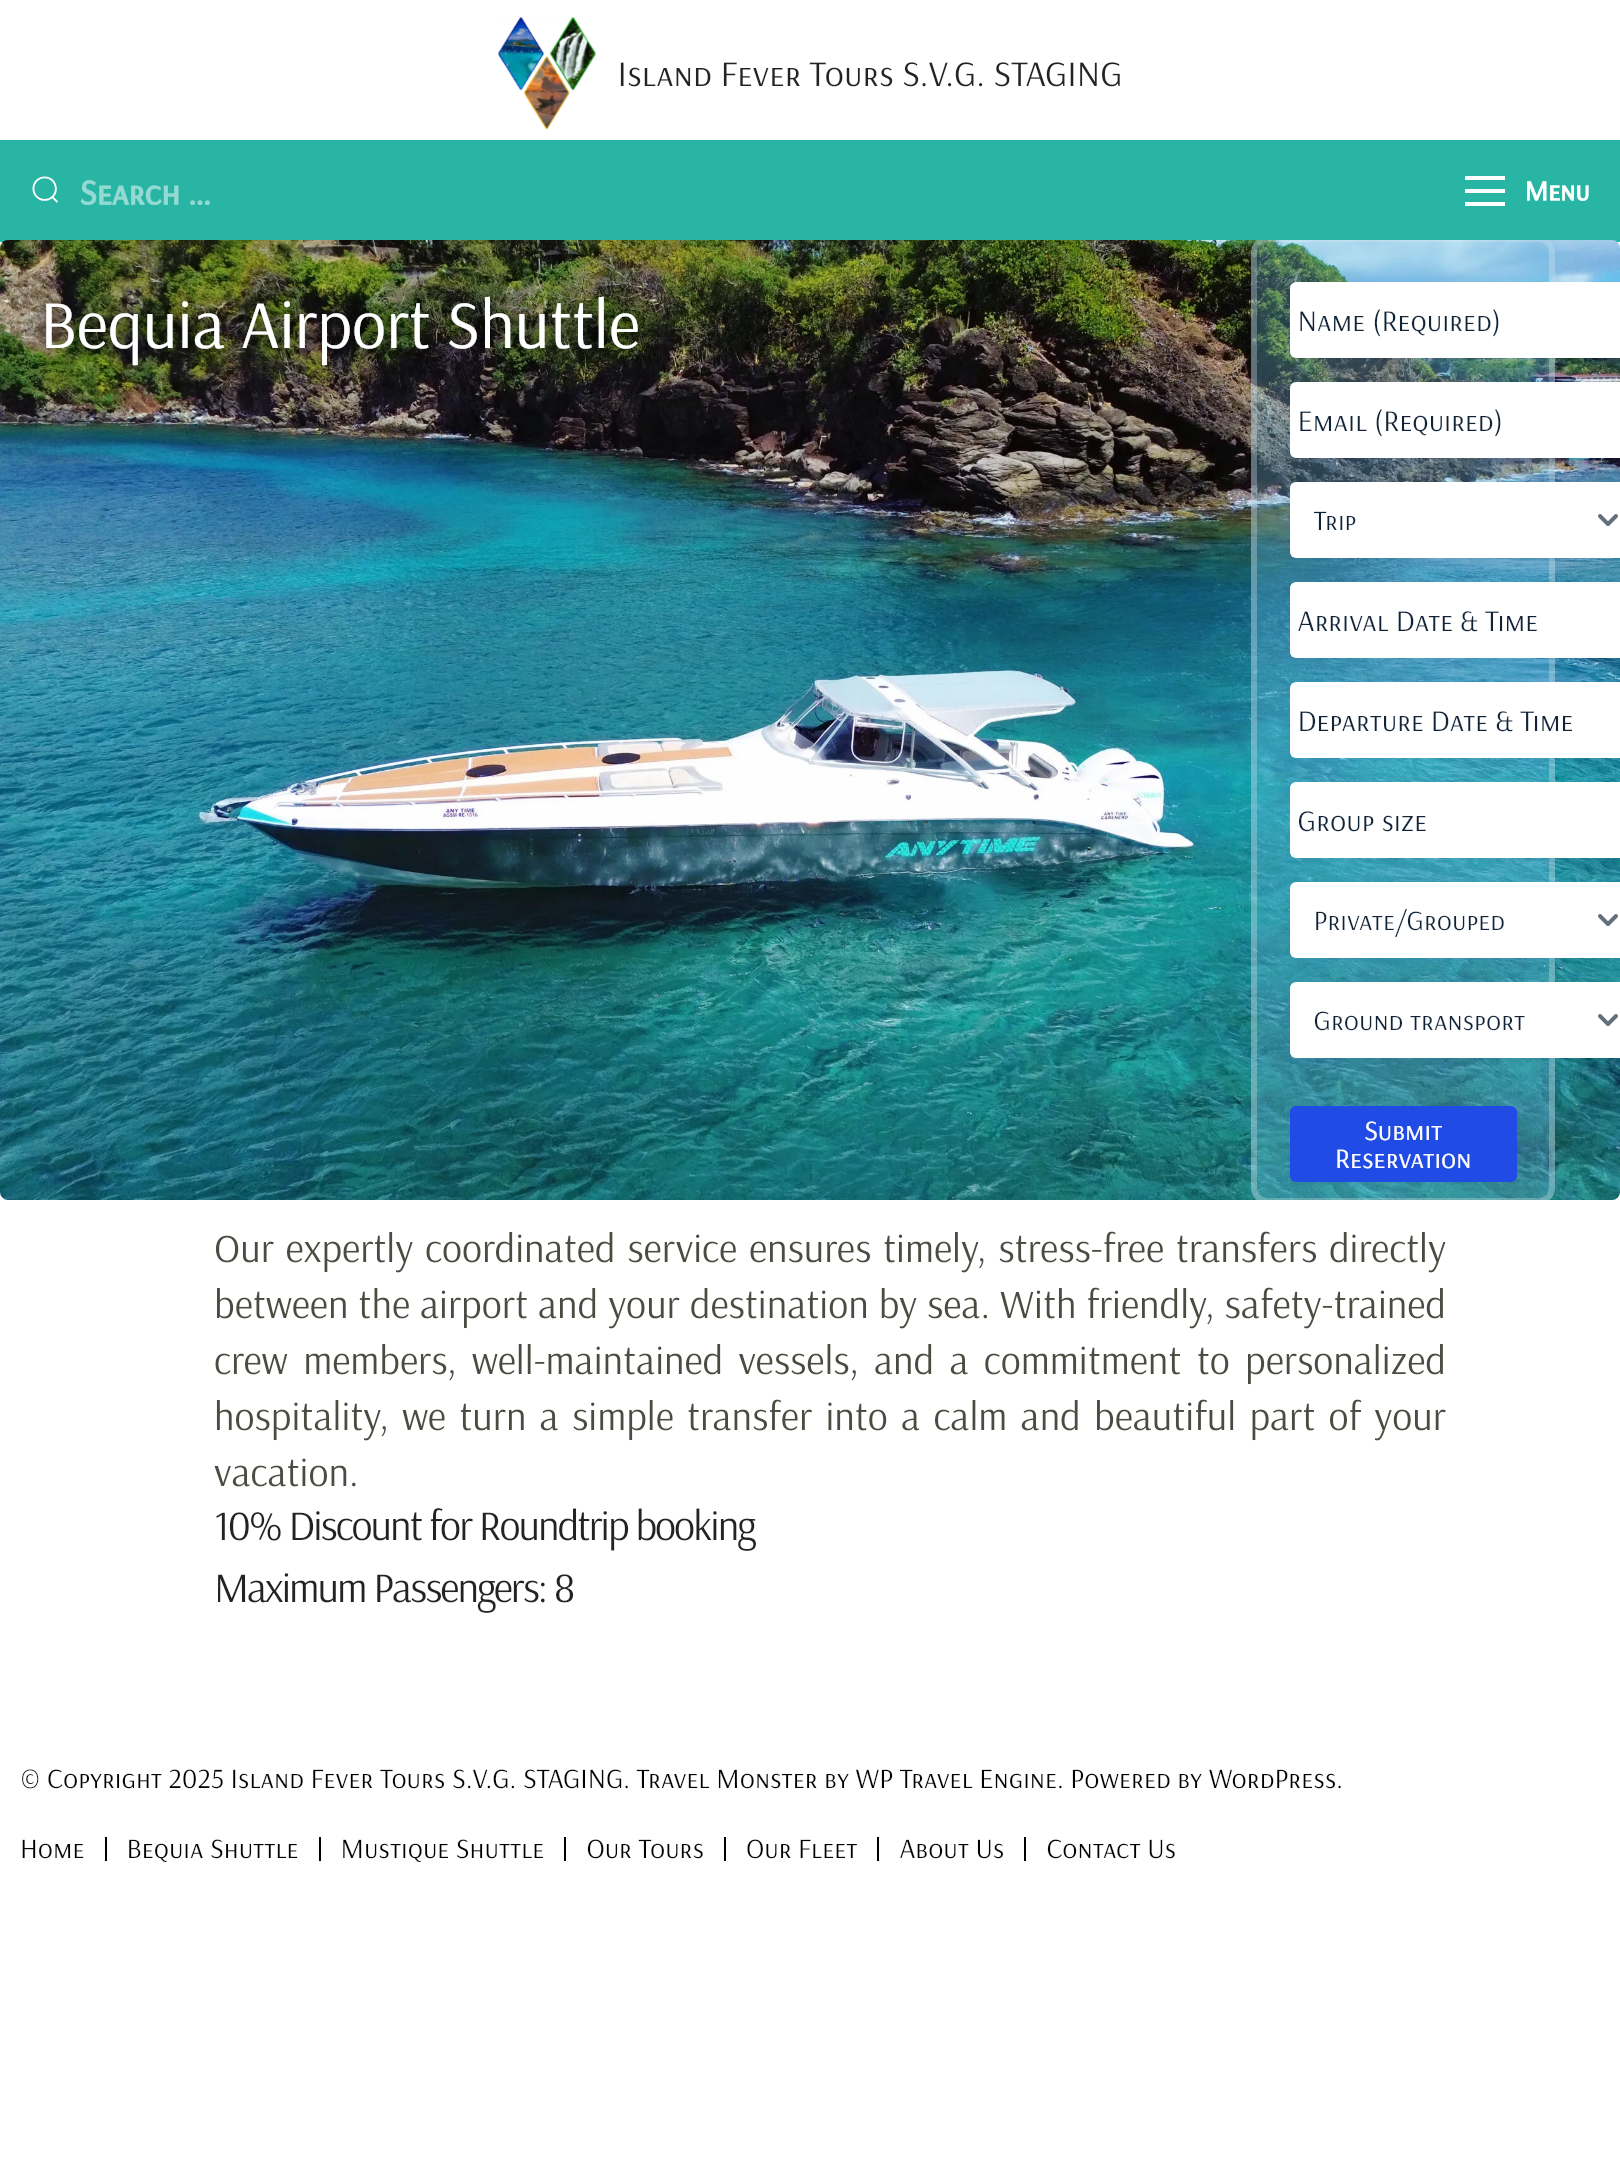 Island Fever Tours S.V.G. STAGING
Search ...
Menu
Bequia Airport Shuttle
Name (Required)
Email (Required)
Trip
Arrival Date & Time
Departure Date & Time
Group size
Private/Grouped
Ground transport
Submit
Reservation
ANY TIME
ANYTIME
Our expertly coordinated service ensures timely, stress-free transfers directly
between the airport and your destination by sea. With friendly, safety-trained
crew members, well-maintained vessels, and a commitment to personalized
hospitality, we turn a simple transfer into a calm and beautiful part of your
vacation.
10% Discount for Roundtrip booking
Maximum Passengers: 8
© Copyright 2025 Island Fever Tours S.V.G. STAGING. Travel Monster by WP Travel Engine. Powered by WordPress.
Home | Bequia Shuttle | Mustique Shuttle | Our Tours | Our Fleet | About Us | Contact Us